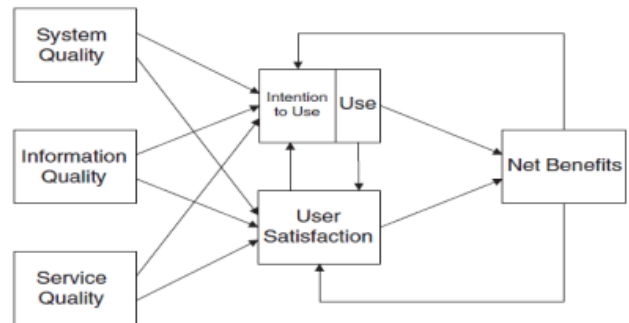 System
Quality
Intention
to Use
Use
Information
Quality
Net Benefits
User
Satisfaction
Service
Quality